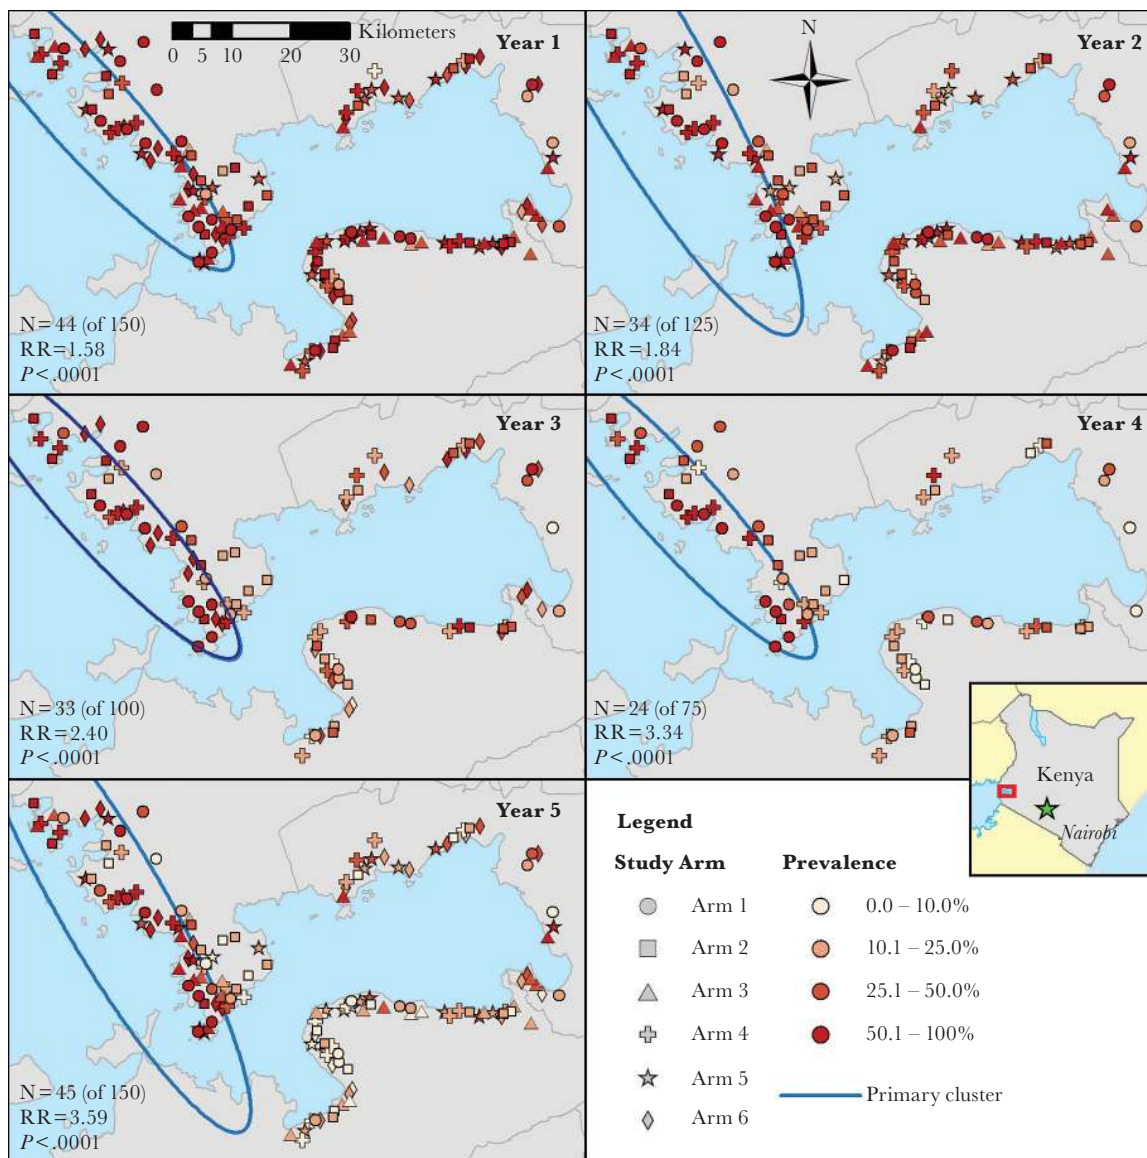 Kilometers
0 5 10 20 30
Year 1
N=44 (of 150)
RR=1.58
P<.0001
N
Year 2
N=34 (of 125)
RR=1.84
P<.0001
Year 3
N=33 (of 100)
RR=2.40
P<.0001
Year 4
N=24 (of 75)
RR=3.34
P<.0001
Kenya
Nairobi
Year 5
N=45 (of 150)
RR=3.59
P<.0001
Legend
Study Arm Prevalence
Arm 1 0.0 – 10.0%
Arm 2 10.1 – 25.0%
Arm 3 25.1 – 50.0%
Arm 4 50.1 – 100%
Arm 5
Arm 6 Primary cluster